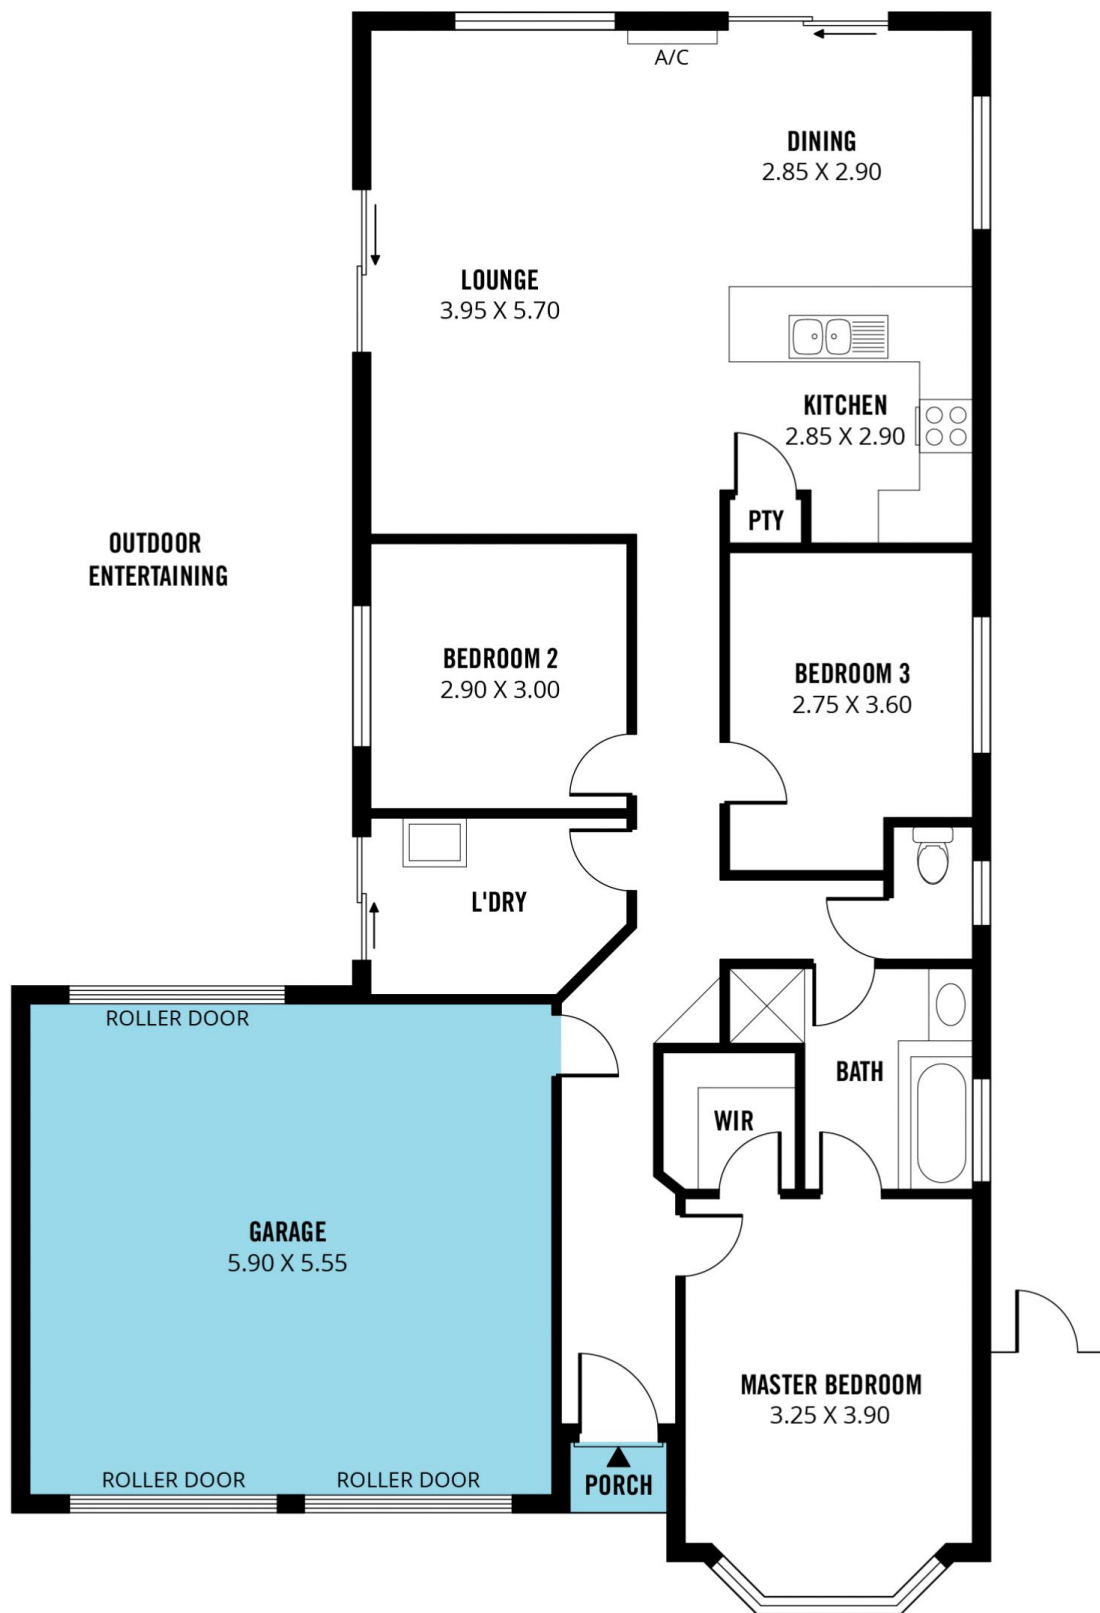 A/C
DINING
2.85 X 2.90
LOUNGE
3.95 X 5.70
KITCHEN
2.85 X 2.90
PTY
OUTDOOR
ENTERTAINING
BEDROOM 2
2.90 X 3.00
BEDROOM 3
2.75 X 3.60
L'DRY
ROLLER DOOR
BATH
WIR
GARAGE
5.90 X 5.55
MASTER BEDROOM
3.25 X 3.90
ROLLER DOOR
ROLLER DOOR
PORCH